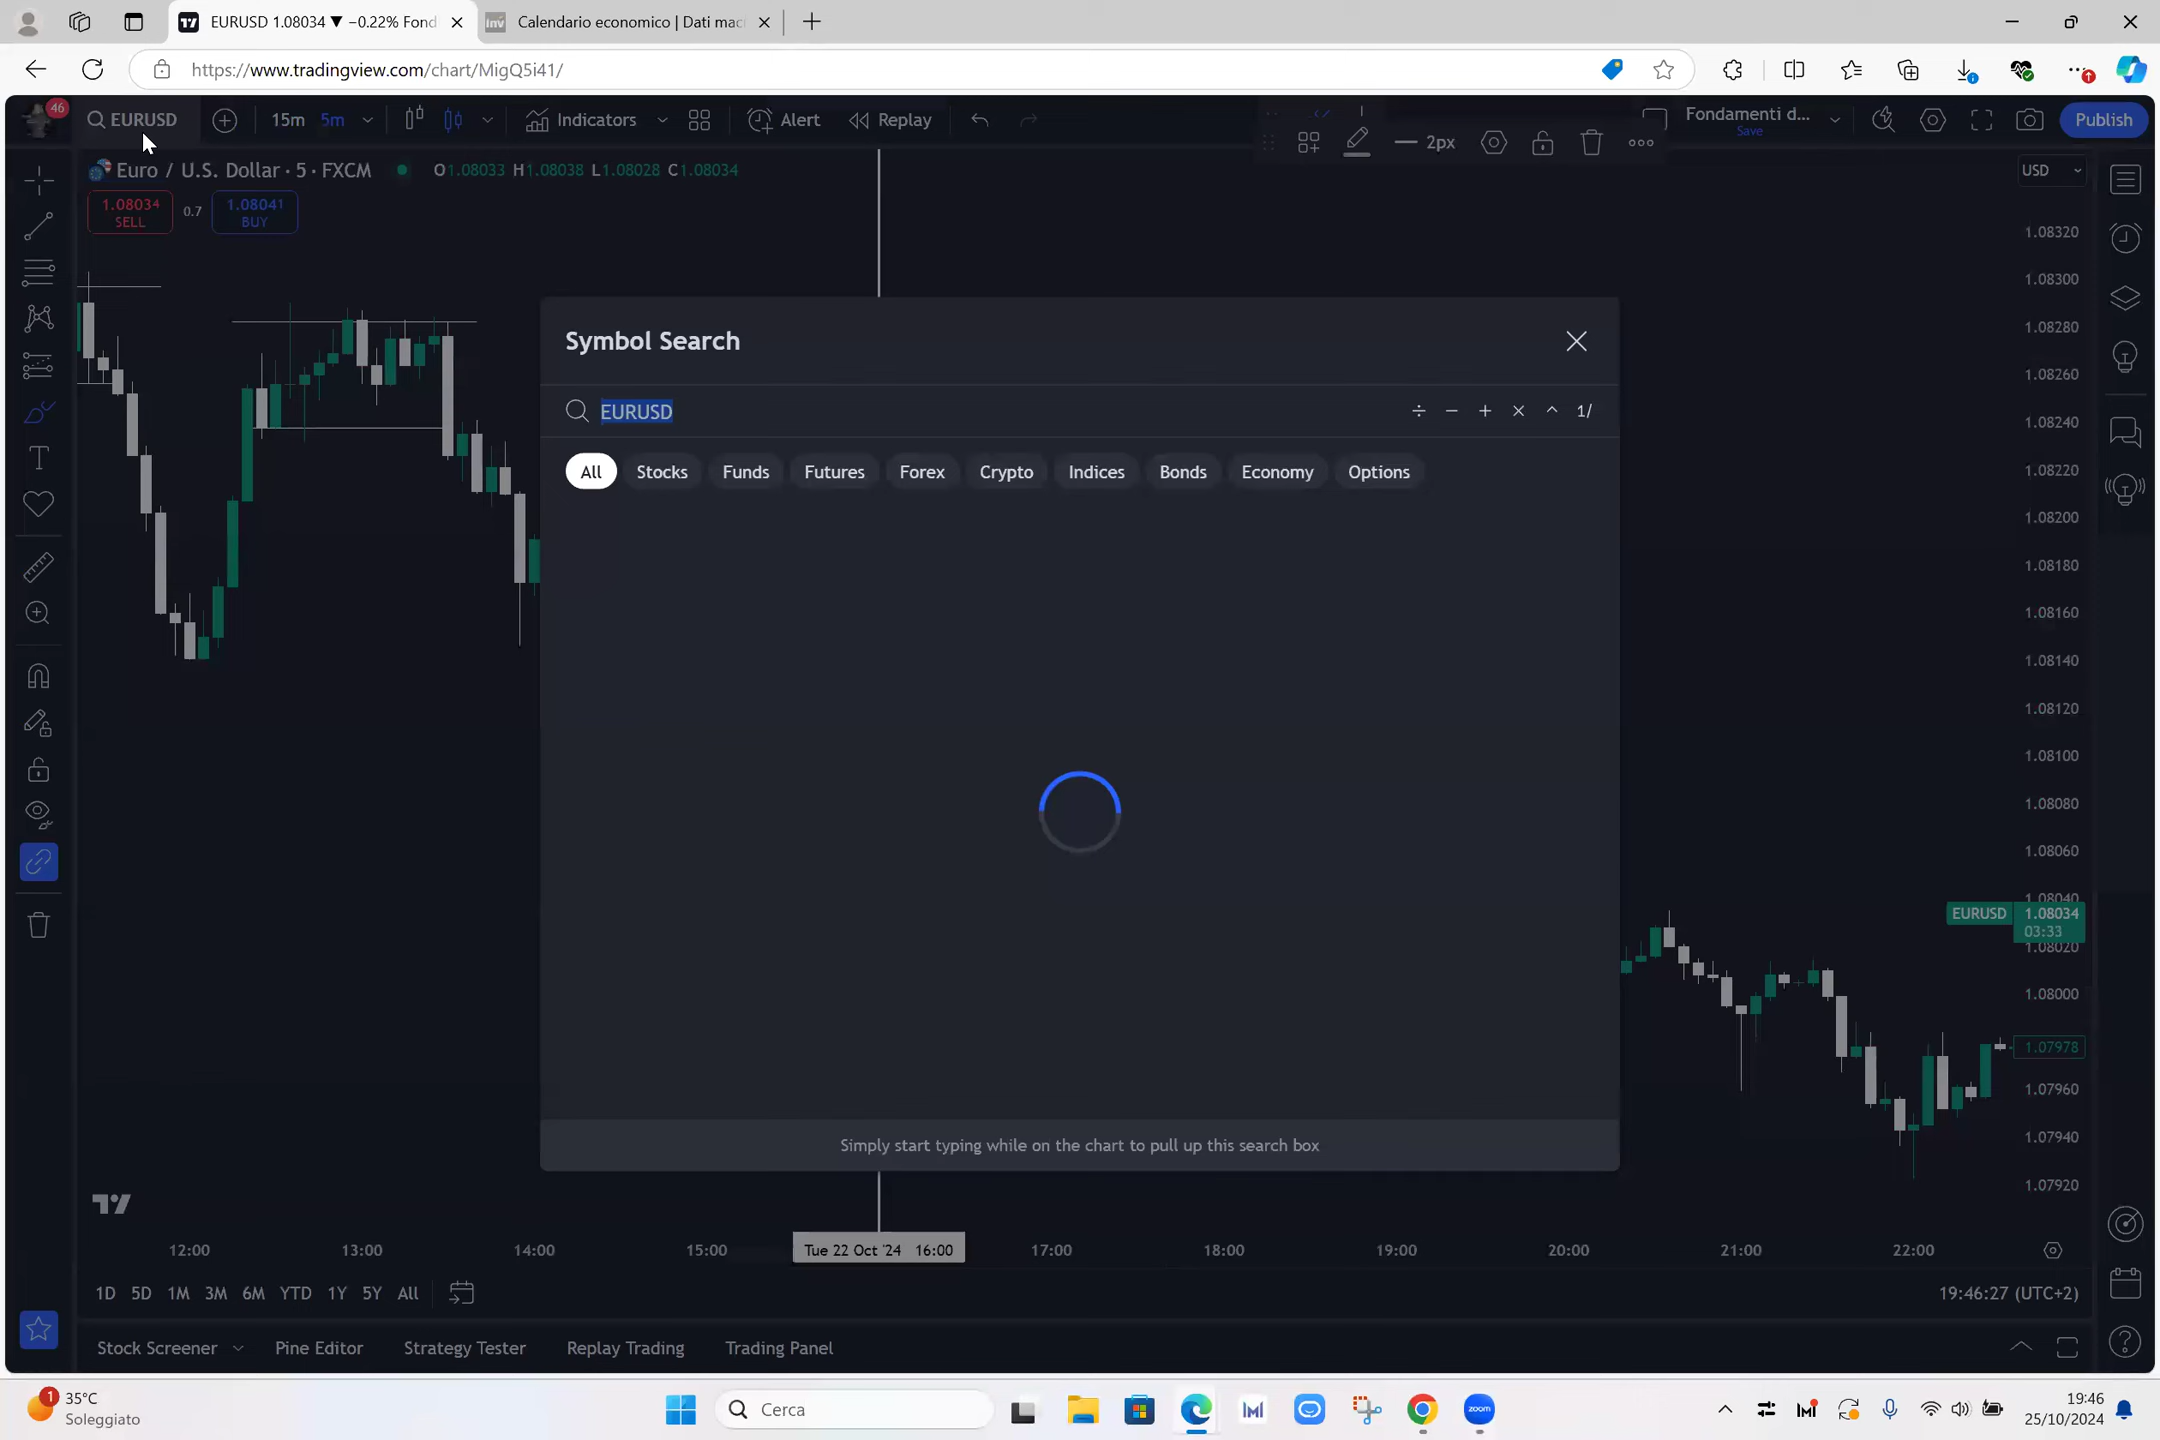 EURUSD 1.08034 ▼ −0.22% Fond
Calendario economico | Dati mac
https://www.tradingview.com/chart/MigQ5i41/
46
EURUSD
15m 5m
Indicators
Alert
Replay
2px
Fondamenti d...
Save
Publish
Euro / U.S. Dollar · 5 · FXCM
O1.08033 H1.08038 L1.08028 C1.08034
USD
1.08034
SELL
0.7
1.08041
BUY
1.08320
1.08300
1.08280
1.08260
1.08240
1.08220
1.08200
1.08180
1.08160
1.08140
1.08120
1.08100
1.08080
1.08060
1.08040
EURUSD 1.08034
03:33
1.08020
1.08000
1.07978
1.07960
1.07940
1.07920
Symbol Search
EURUSD
÷ − + × ^ 1/
All Stocks Funds Futures Forex Crypto Indices Bonds Economy Options
Simply start typing while on the chart to pull up this search box
12:00 13:00 14:00 15:00 Tue 22 Oct '24 16:00 17:00 18:00 19:00 20:00 21:00 22:00
1D 5D 1M 3M 6M YTD 1Y 5Y All
19:46:27 (UTC+2)
Stock Screener Pine Editor Strategy Tester Replay Trading Trading Panel
1
35°C
Soleggiato
Cerca
zoom
19:46
25/10/2024